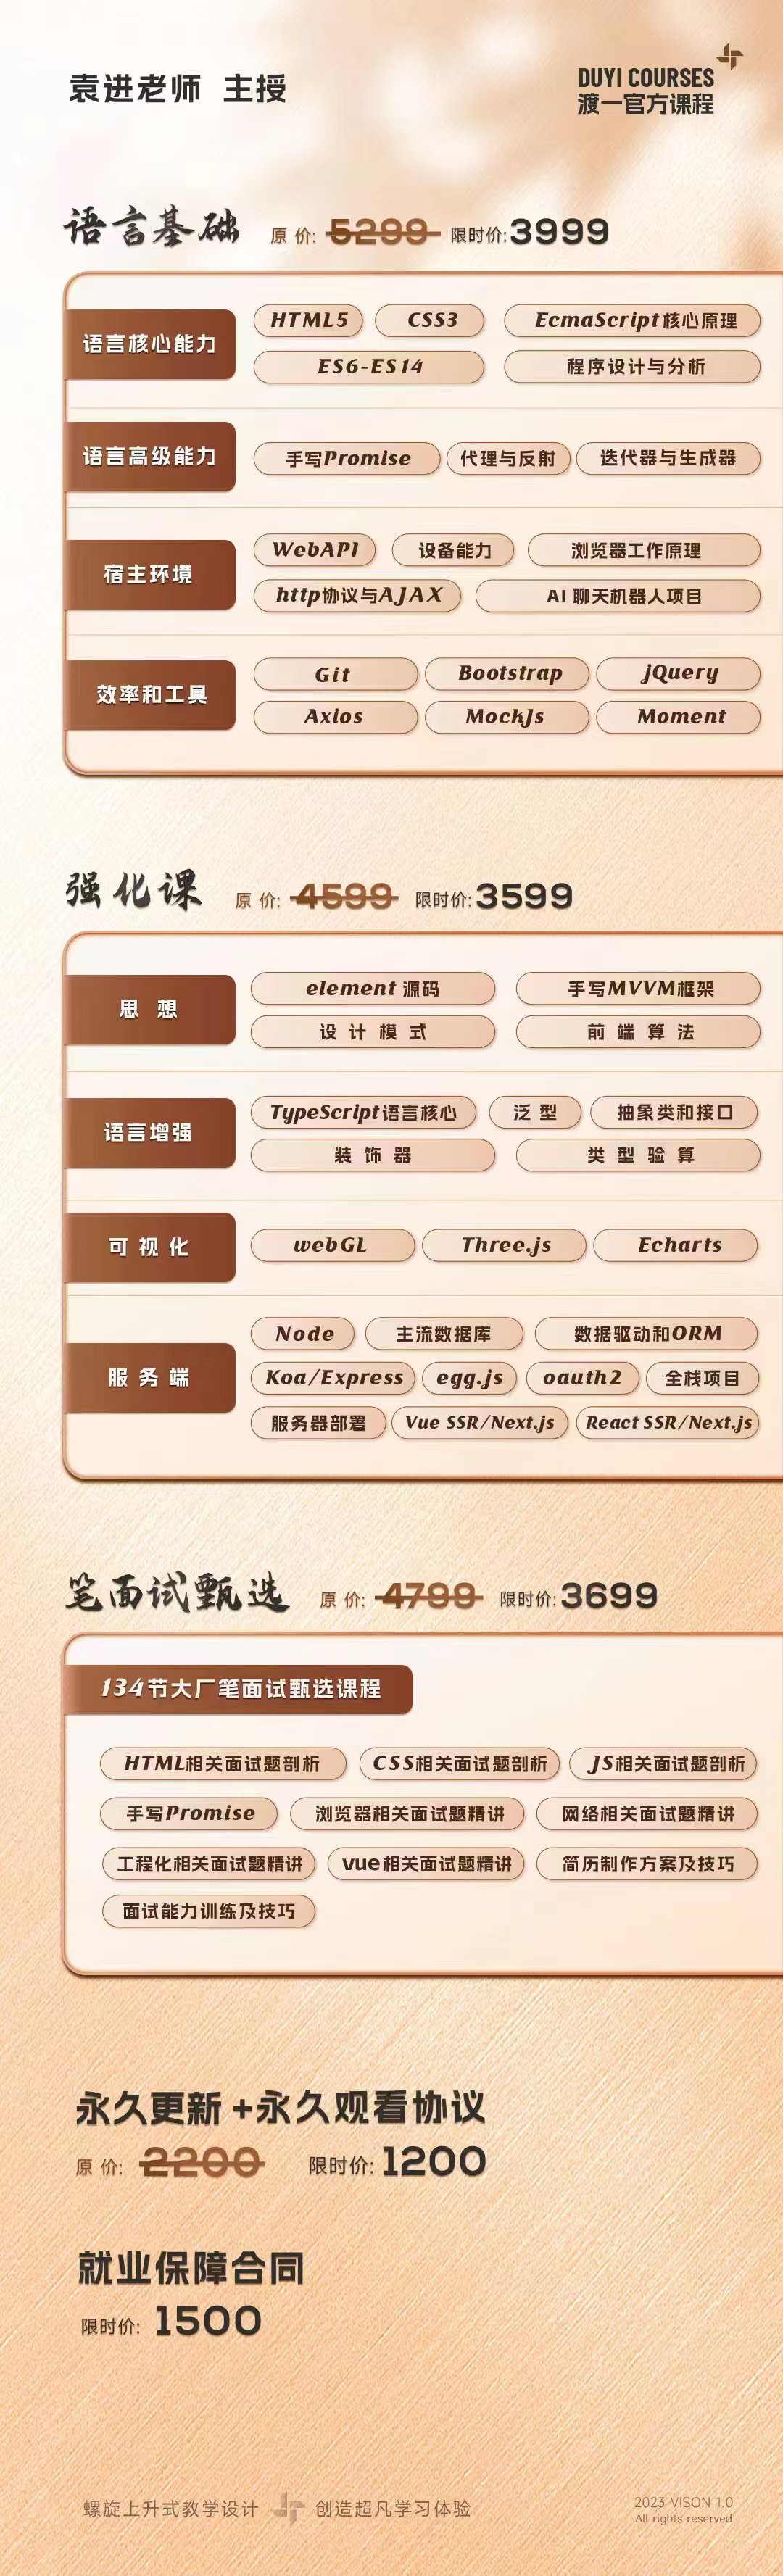 袁进老师 主授
DUYI COURSES
渡一官方课程
语言基础 原 价: 5299 限时价:3999
语言核心能力
HTML5 CSS3 EcmaScript核心原理
ES6-ES14 程序设计与分析
语言高级能力
手写Promise 代理与反射 迭代器与生成器
宿主环境
WebAPI 设备能力 浏览器工作原理
http协议与AJAX AI 聊天机器人项目
效率和工具
Git Bootstrap jQuery
Axios MockJs Moment
强化课 原 价: 4599 限时价:3599
思 想
element 源码 手写MVVM框架
设 计 模 式 前 端 算 法
语言增强
TypeScript语言核心 泛 型 抽象类和接口
装 饰 器 类 型 验 算
可 视 化
webGL Three.js Echarts
服 务 端
Node 主流数据库 数据驱动和ORM
Koa/Express egg.js oauth2 全栈项目
服务器部署 Vue SSR/Next.js React SSR/Next.js
笔面试甄选 原 价: 4799 限时价:3699
134节大厂笔面试甄选课程
HTML相关面试题剖析 CSS相关面试题剖析 JS相关面试题剖析
手写Promise 浏览器相关面试题精讲 网络相关面试题精讲
工程化相关面试题精讲 vue相关面试题精讲 简历制作方案及技巧
面试能力训练及技巧
永久更新+永久观看协议
原 价: 2200 限时价: 1200
就业保障合同
限时价: 1500
螺旋上升式教学设计 创造超凡学习体验
2023 VISON 1.0
All rights reserved